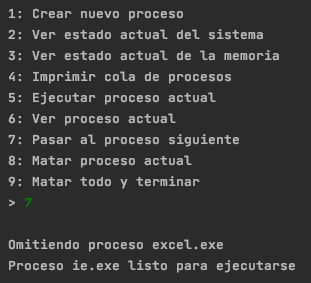 1: Crear nuevo proceso
2: Ver estado actual del sistema
3: Ver estado actual de la memoria
4: Imprimir cola de procesos
5: Ejecutar proceso actual
6: Ver proceso actual
7: Pasar al proceso siguiente
8: Matar proceso actual
9: Matar todo y terminar
> 7
Omitiendo proceso excel.exe
Proceso ie.exe listo para ejecutarse